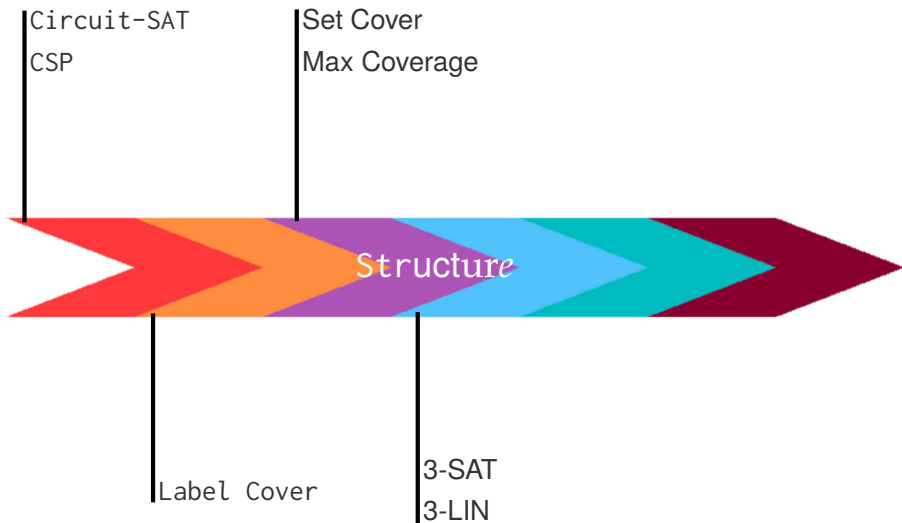 Circuit-SAT
CSP
Set Cover
Max Coverage
Structure
Label Cover
3-SAT
3-LIN